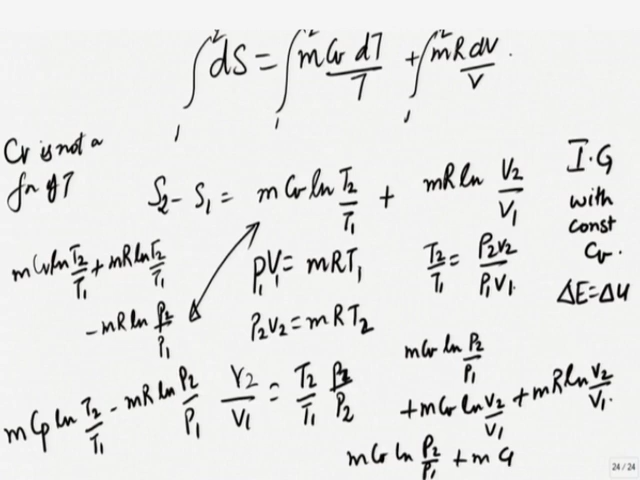 ∫₁² dS = ∫₁² mCv dT/T + ∫₁² mR dV/V.
Cv is not a
fn of T
S₂ - S₁ = mCv ln T₂/T₁ + mR ln V₂/V₁
I.G
with
const
Cv.
ΔE=ΔU
mCv ln T₂/T₁ + mR ln T₂/T₁
- mR ln P₂/P₁
P₁V₁ = mRT₁
T₂/T₁ = P₂V₂/P₁V₁
P₂V₂ = mRT₂
mCp ln T₂/T₁ - mR ln P₂/P₁
V₂/V₁ = T₂/T₁
mCv ln P₂/P₁
+ mCv ln V₂/V₁ + mR ln V₂/V₁.
mCv ln P₂/P₁ + m C
24 / 24